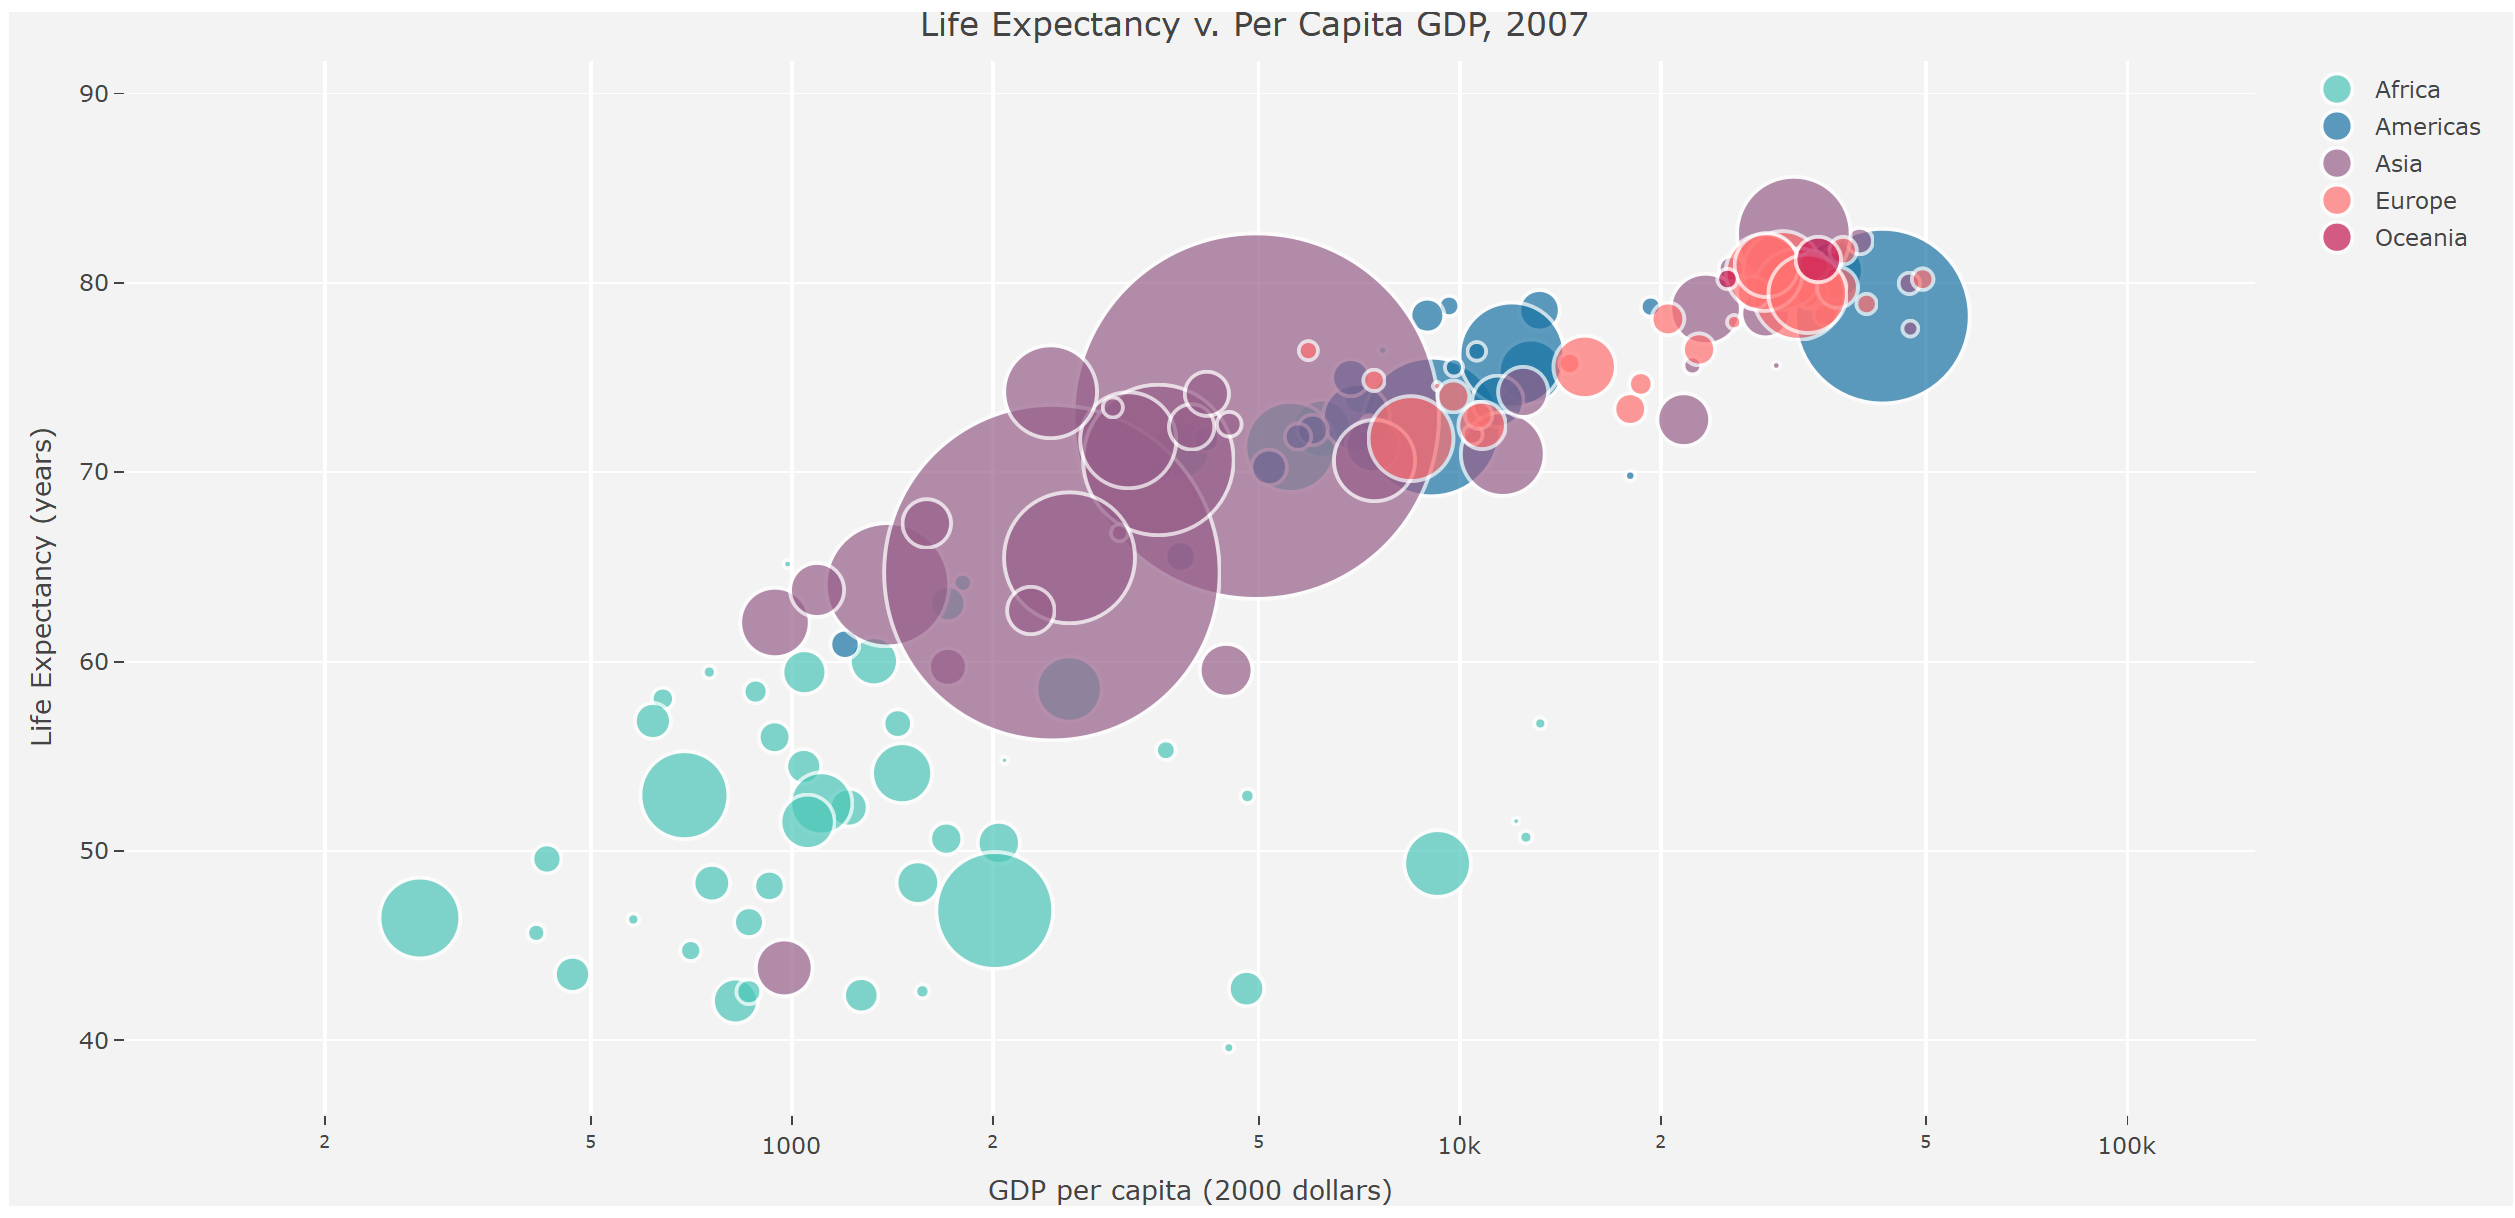 Life Expectancy v. Per Capita GDP, 2007
Africa
Americas
Asia
Europe
Oceania
90
80
70
60
50
40
Life Expectancy (years)
2 5 1000 2 5 10k 2 5 100k
GDP per capita (2000 dollars)